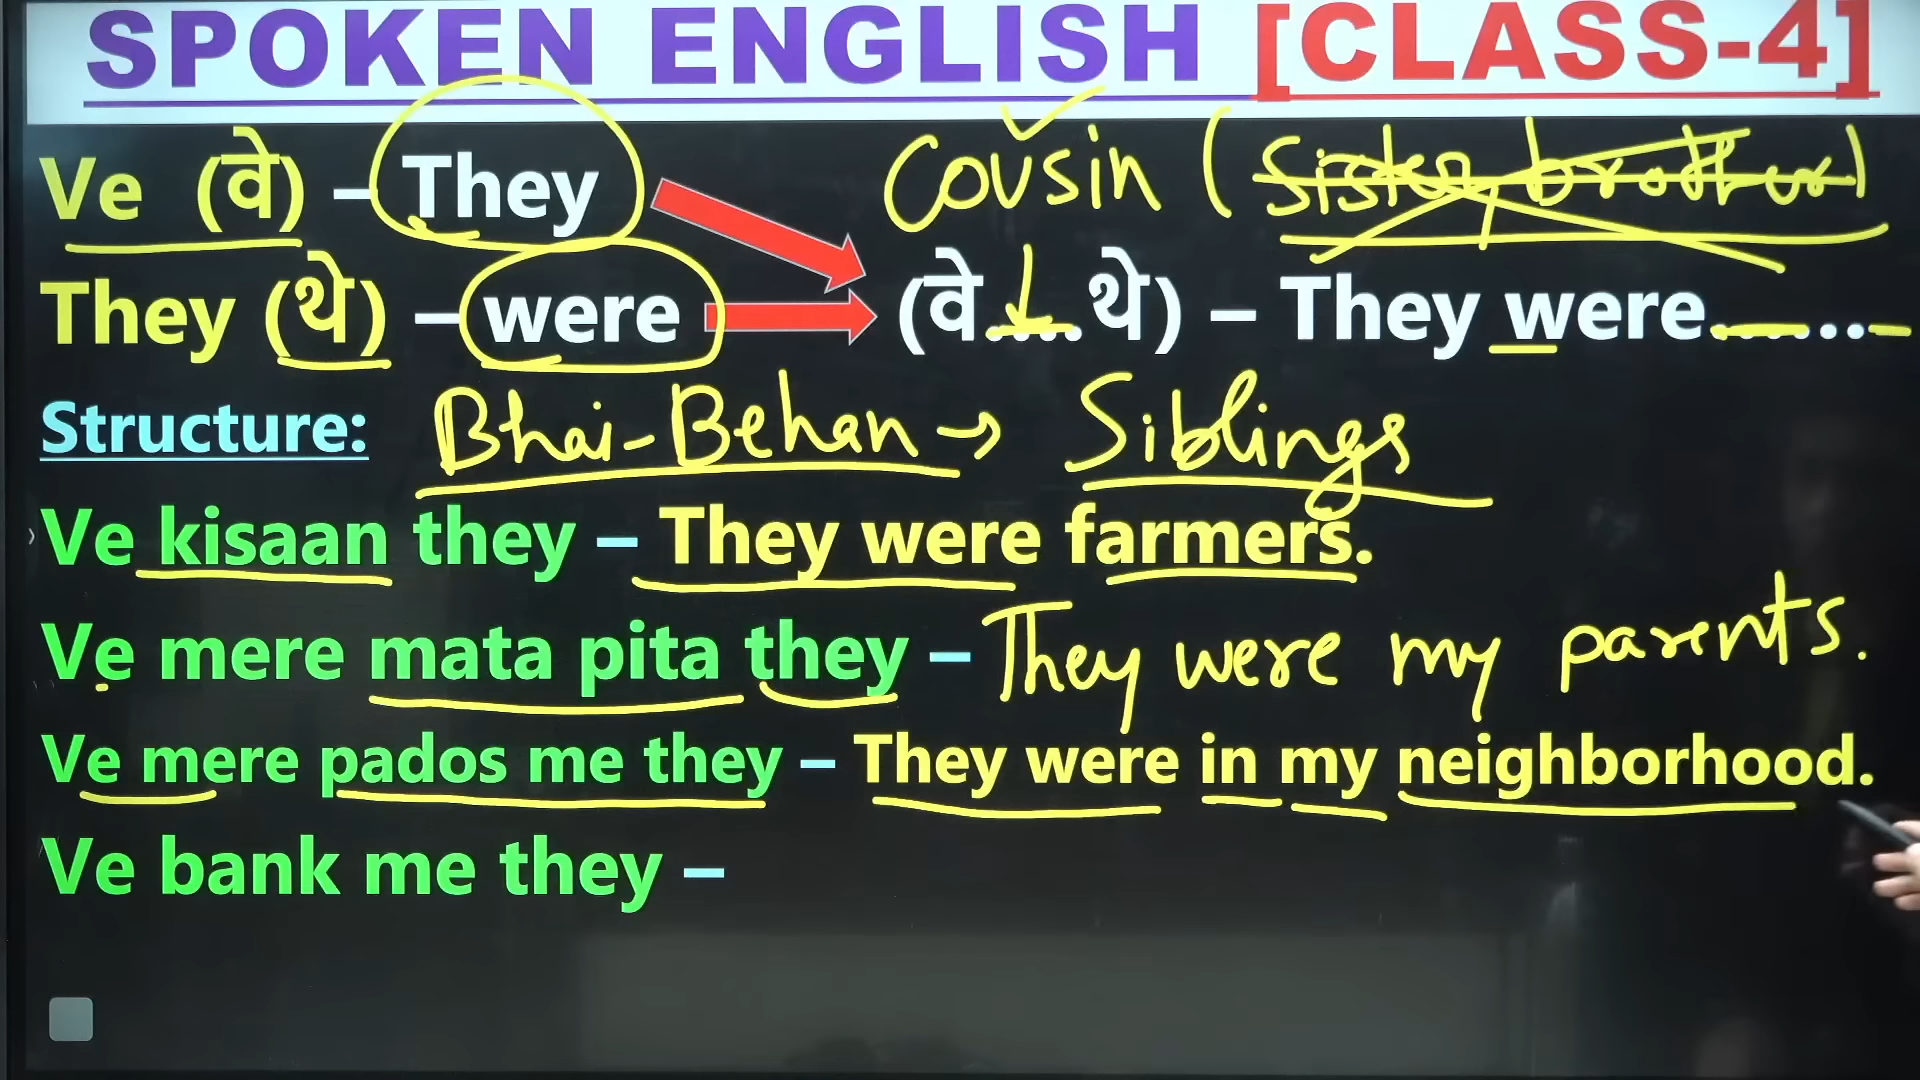 SPOKEN ENGLISH [CLASS-4]
Ve (वे) – They
Cousin (Sister, brother)
They (थे) – were
(वे.....थे) – They were.........
Structure:
Bhai-Behan → Siblings
Ve kisaan they – They were farmers.
Ve mere mata pita they – They were my parents.
Ve mere pados me they – They were in my neighborhood.
Ve bank me they –